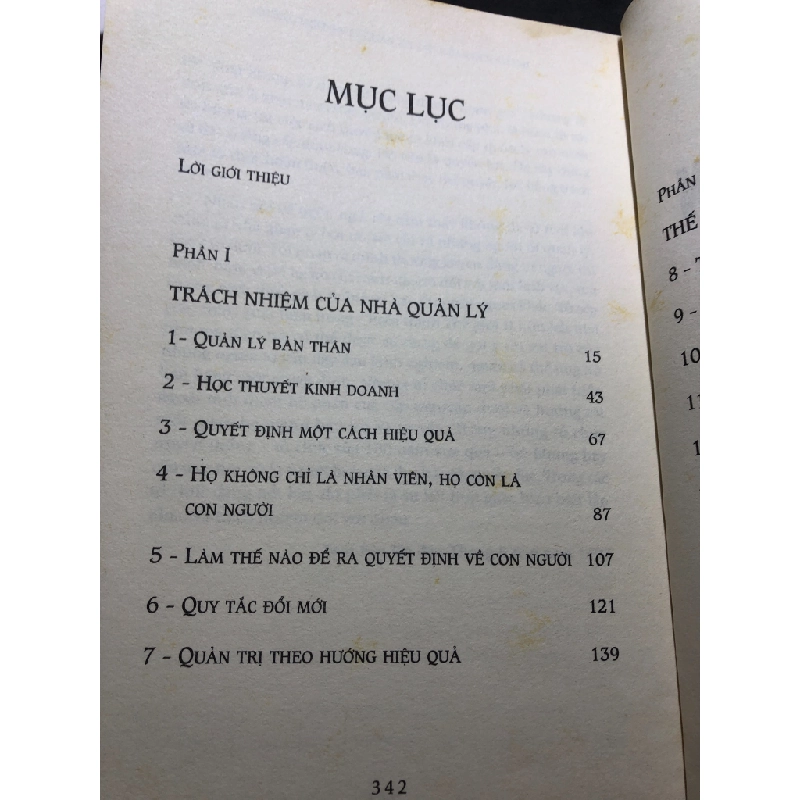 MỤC LỤC
LỜI GIỚI THIỆU
PHẦN I
TRÁCH NHIỆM CỦA NHÀ QUẢN LÝ
1- QUẢN LÝ BẢN THÂN 15
2 - HỌC THUYẾT KINH DOANH 43
3 - QUYẾT ĐỊNH MỘT CÁCH HIỆU QUẢ 67
4 - HỌ KHÔNG CHỈ LÀ NHÂN VIÊN, HỌ CÒN LÀ
CON NGƯỜI 87
5 - LÀM THẾ NÀO ĐỂ RA QUYẾT ĐỊNH VỀ CON NGƯỜI 107
6 - QUY TẮC ĐỔI MỚI 121
7 - QUẢN TRỊ THEO HƯỚNG HIỆU QUẢ 139
342
PHẦN
THẾ
8 -
9 -
10